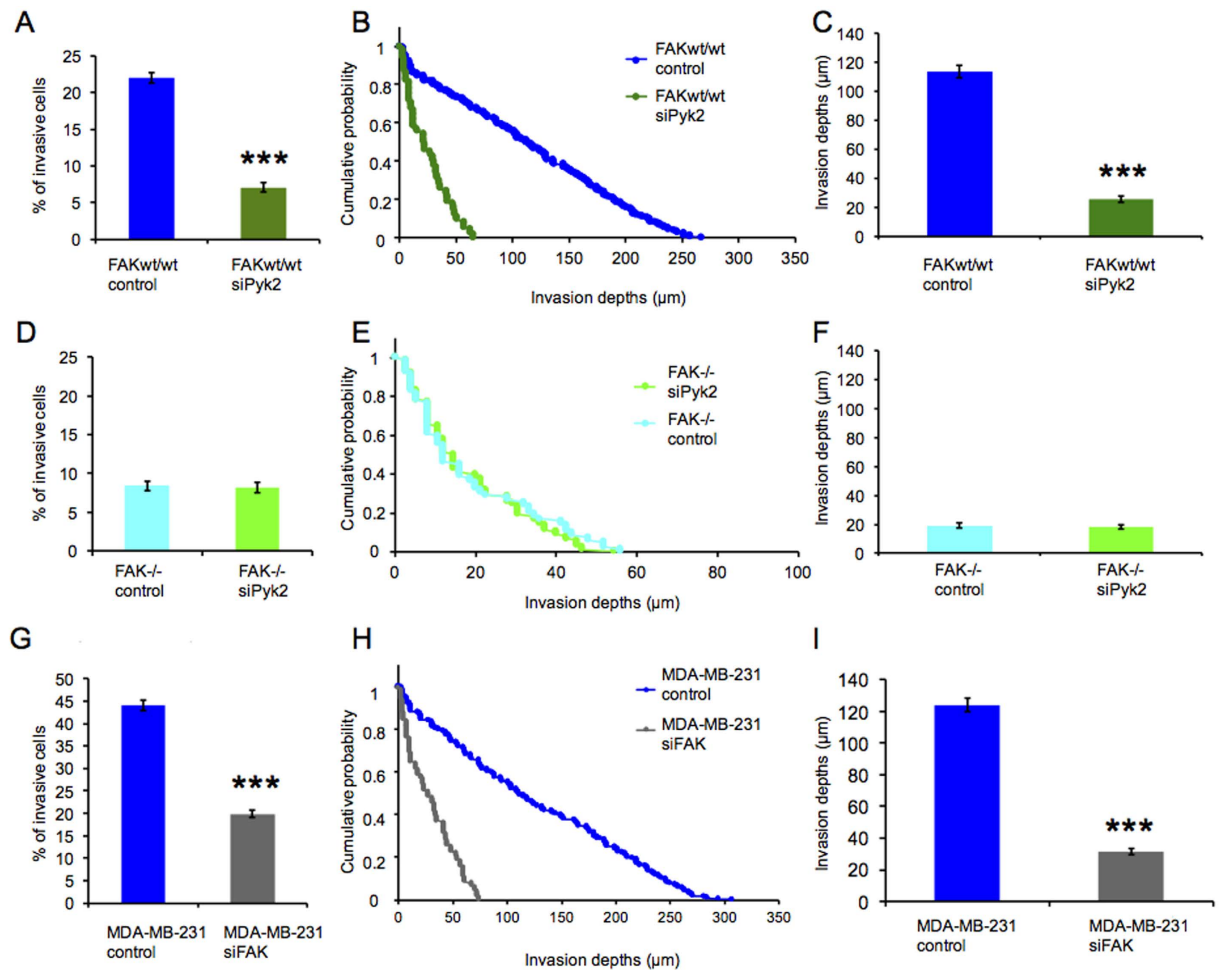 A
% of invasive cells
25
20
15
10
5
0
***
FAKwt/wt
control
FAKwt/wt
siPyk2
B
Cumulative probability
1
0.8
0.6
0.4
0.2
0
0
50
100
150
200
250
300
350
Invasion depths (µm)
FAKwt/wt
control
FAKwt/wt
siPyk2
C
Invasion depths (µm)
140
120
100
80
60
40
20
0
***
FAKwt/wt
control
FAKwt/wt
siPyk2
D
% of invasive cells
25
20
15
10
5
0
FAK-/-
control
FAK-/-
siPyk2
E
Cumulative probability
1
0.8
0.6
0.4
0.2
0
0
20
40
60
80
100
Invasion depths (µm)
FAK-/-
siPyk2
FAK-/-
control
F
Invasion depths (µm)
140
120
100
80
60
40
20
0
FAK-/-
control
FAK-/-
siPyk2
G
% of invasive cells
50
45
40
35
30
25
20
15
10
5
0
***
MDA-MB-231
control
MDA-MB-231
siFAK
H
Cumulative probability
1
0.8
0.6
0.4
0.2
0
0
50
100
150
200
250
300
350
Invasion depths (µm)
MDA-MB-231
control
MDA-MB-231
siFAK
I
Invasion depths (µm)
140
120
100
80
60
40
20
0
***
MDA-MB-231
control
MDA-MB-231
siFAK